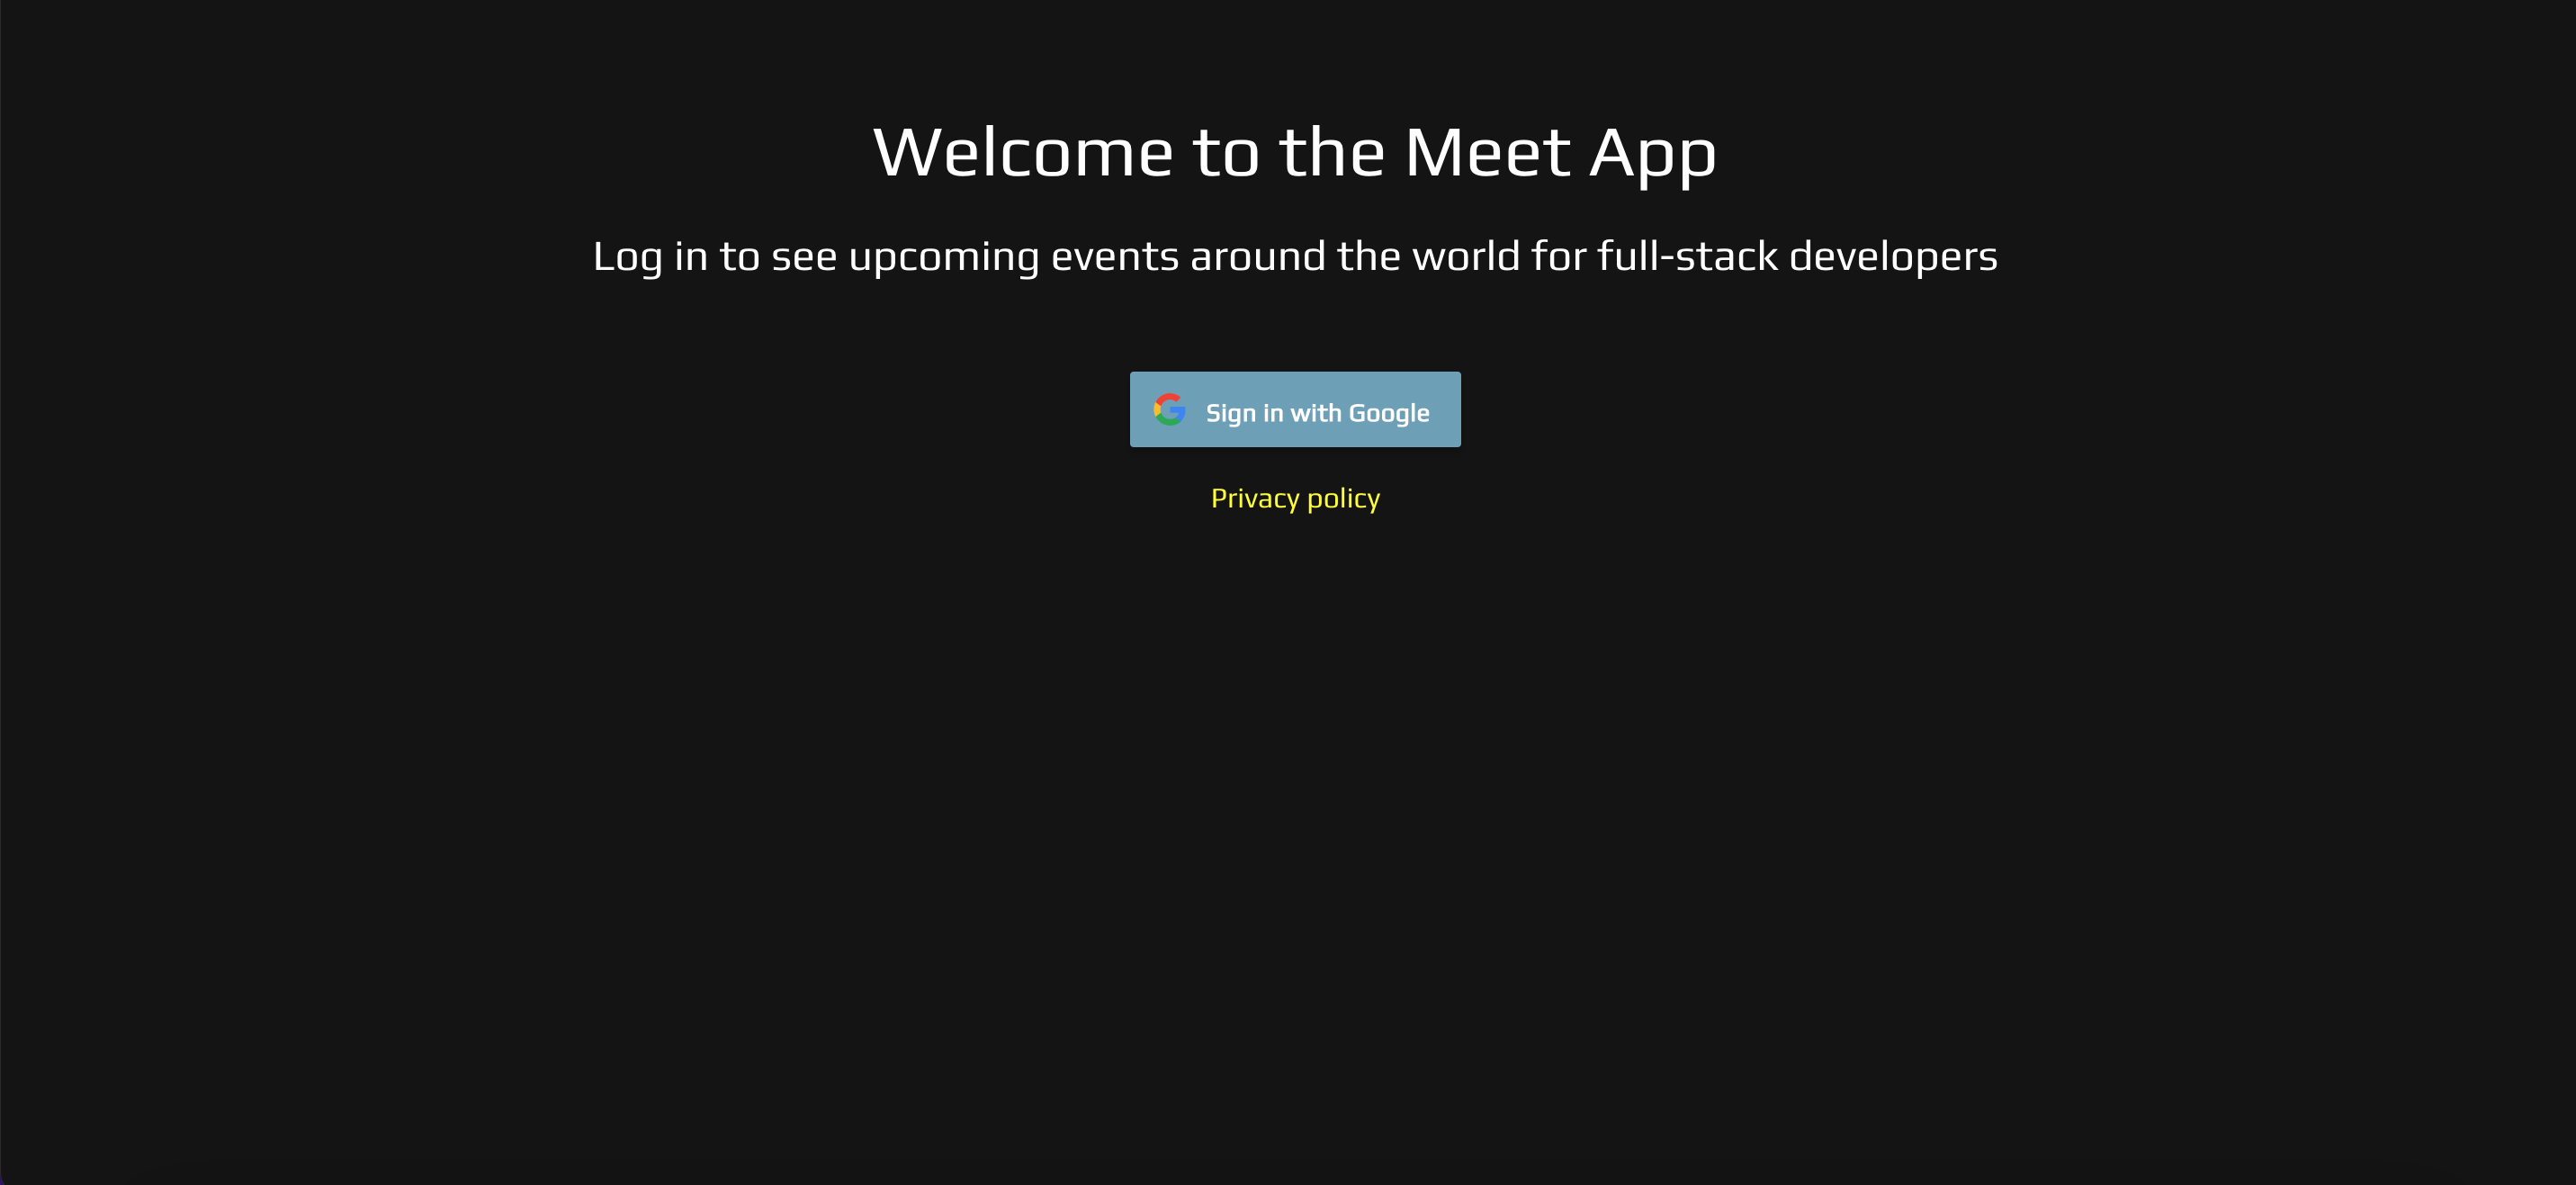 Welcome to the Meet App
Log in to see upcoming events around the world for full-stack developers
Sign in with Google
Privacy policy